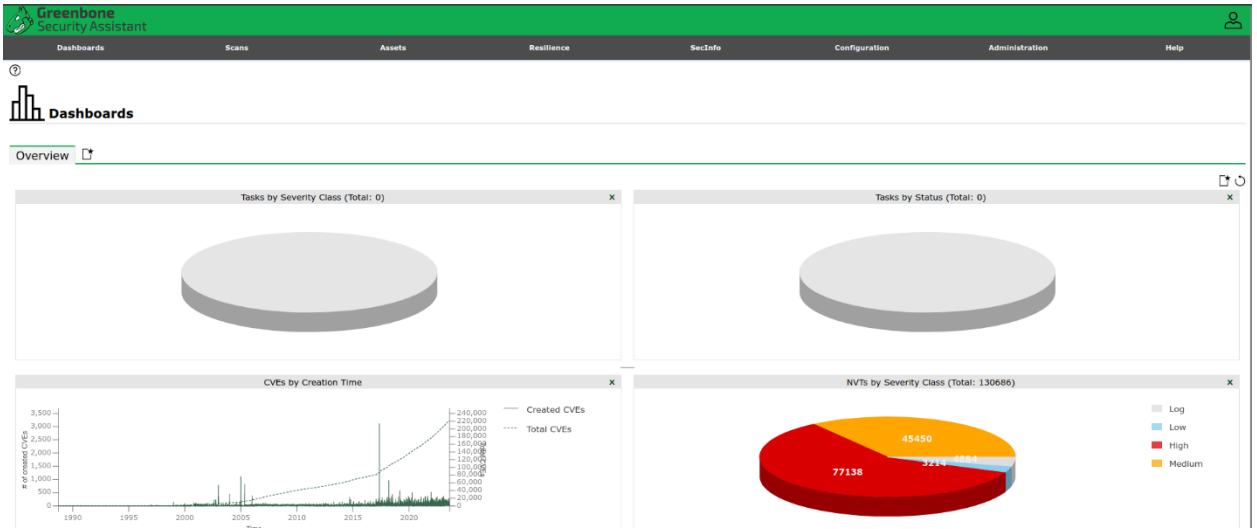 Greenbone
Security Assistant
Dashboards Scans Assets Resilience SecInfo Configuration Administration Help
Dashboards
Overview
Tasks by Severity Class (Total: 0) x
Tasks by Status (Total: 0) x
CVEs by Creation Time x
3,500
3,000
2,500
2,000
1,500
1,000
500
0
# of created CVEs
1990 1995 2000 2005 2010 2015 2020
Time
240,000
220,000
200,000
180,000
160,000
140,000
120,000
100,000
80,000
60,000
40,000
20,000
0
Created CVEs
Total CVEs
NVTs by Severity Class (Total: 130686) x
45450
77138
3214
4884
Log
Low
High
Medium